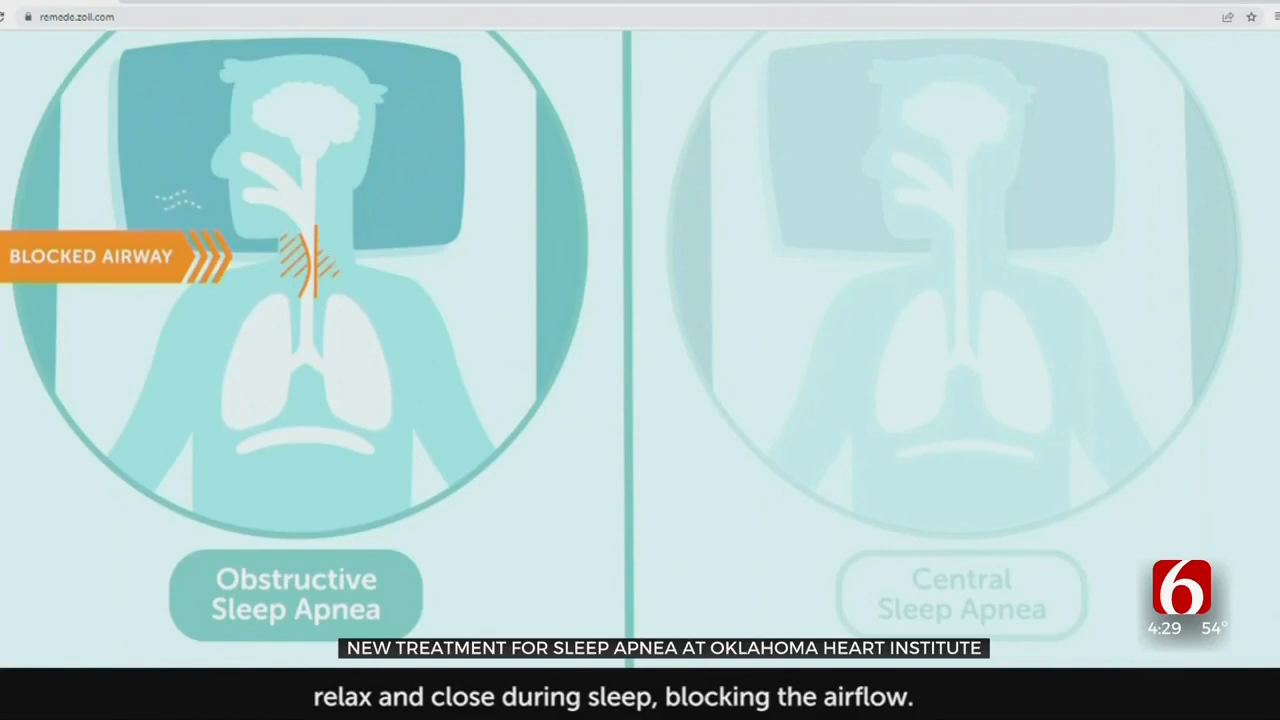 remede.zoll.com
BLOCKED AIRWAY
Obstructive
Sleep Apnea
Central
Sleep Apnea
6
4:29 54°
NEW TREATMENT FOR SLEEP APNEA AT OKLAHOMA HEART INSTITUTE
relax and close during sleep, blocking the airflow.